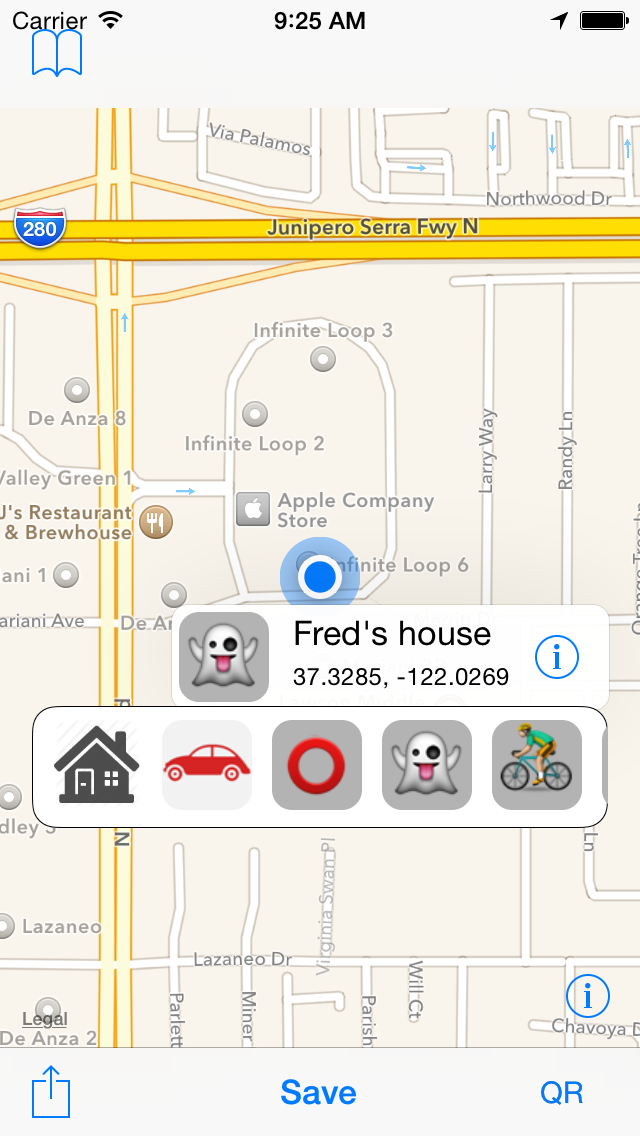 Carrier
9:25 AM
Via Palamos
Northwood Dr
280
Junipero Serra Fwy N
Infinite Loop 3
De Anza 8
Infinite Loop 2
Larry Way
Randy Ln
Valley Green 1
Apple Company
Store
J's Restaurant
& Brewhouse
nfinite Loop 6
ani 1
ariani Ave
De An
Fred's house
37.3285, -122.0269
i
dley 3
N
Ln
Virginia Swan Pl
Lazaneo
Lazaneo Dr
Will Ct
Parlett
Miner
Parish
i
Legal
De Anza 2
Chavoya D
Save
QR